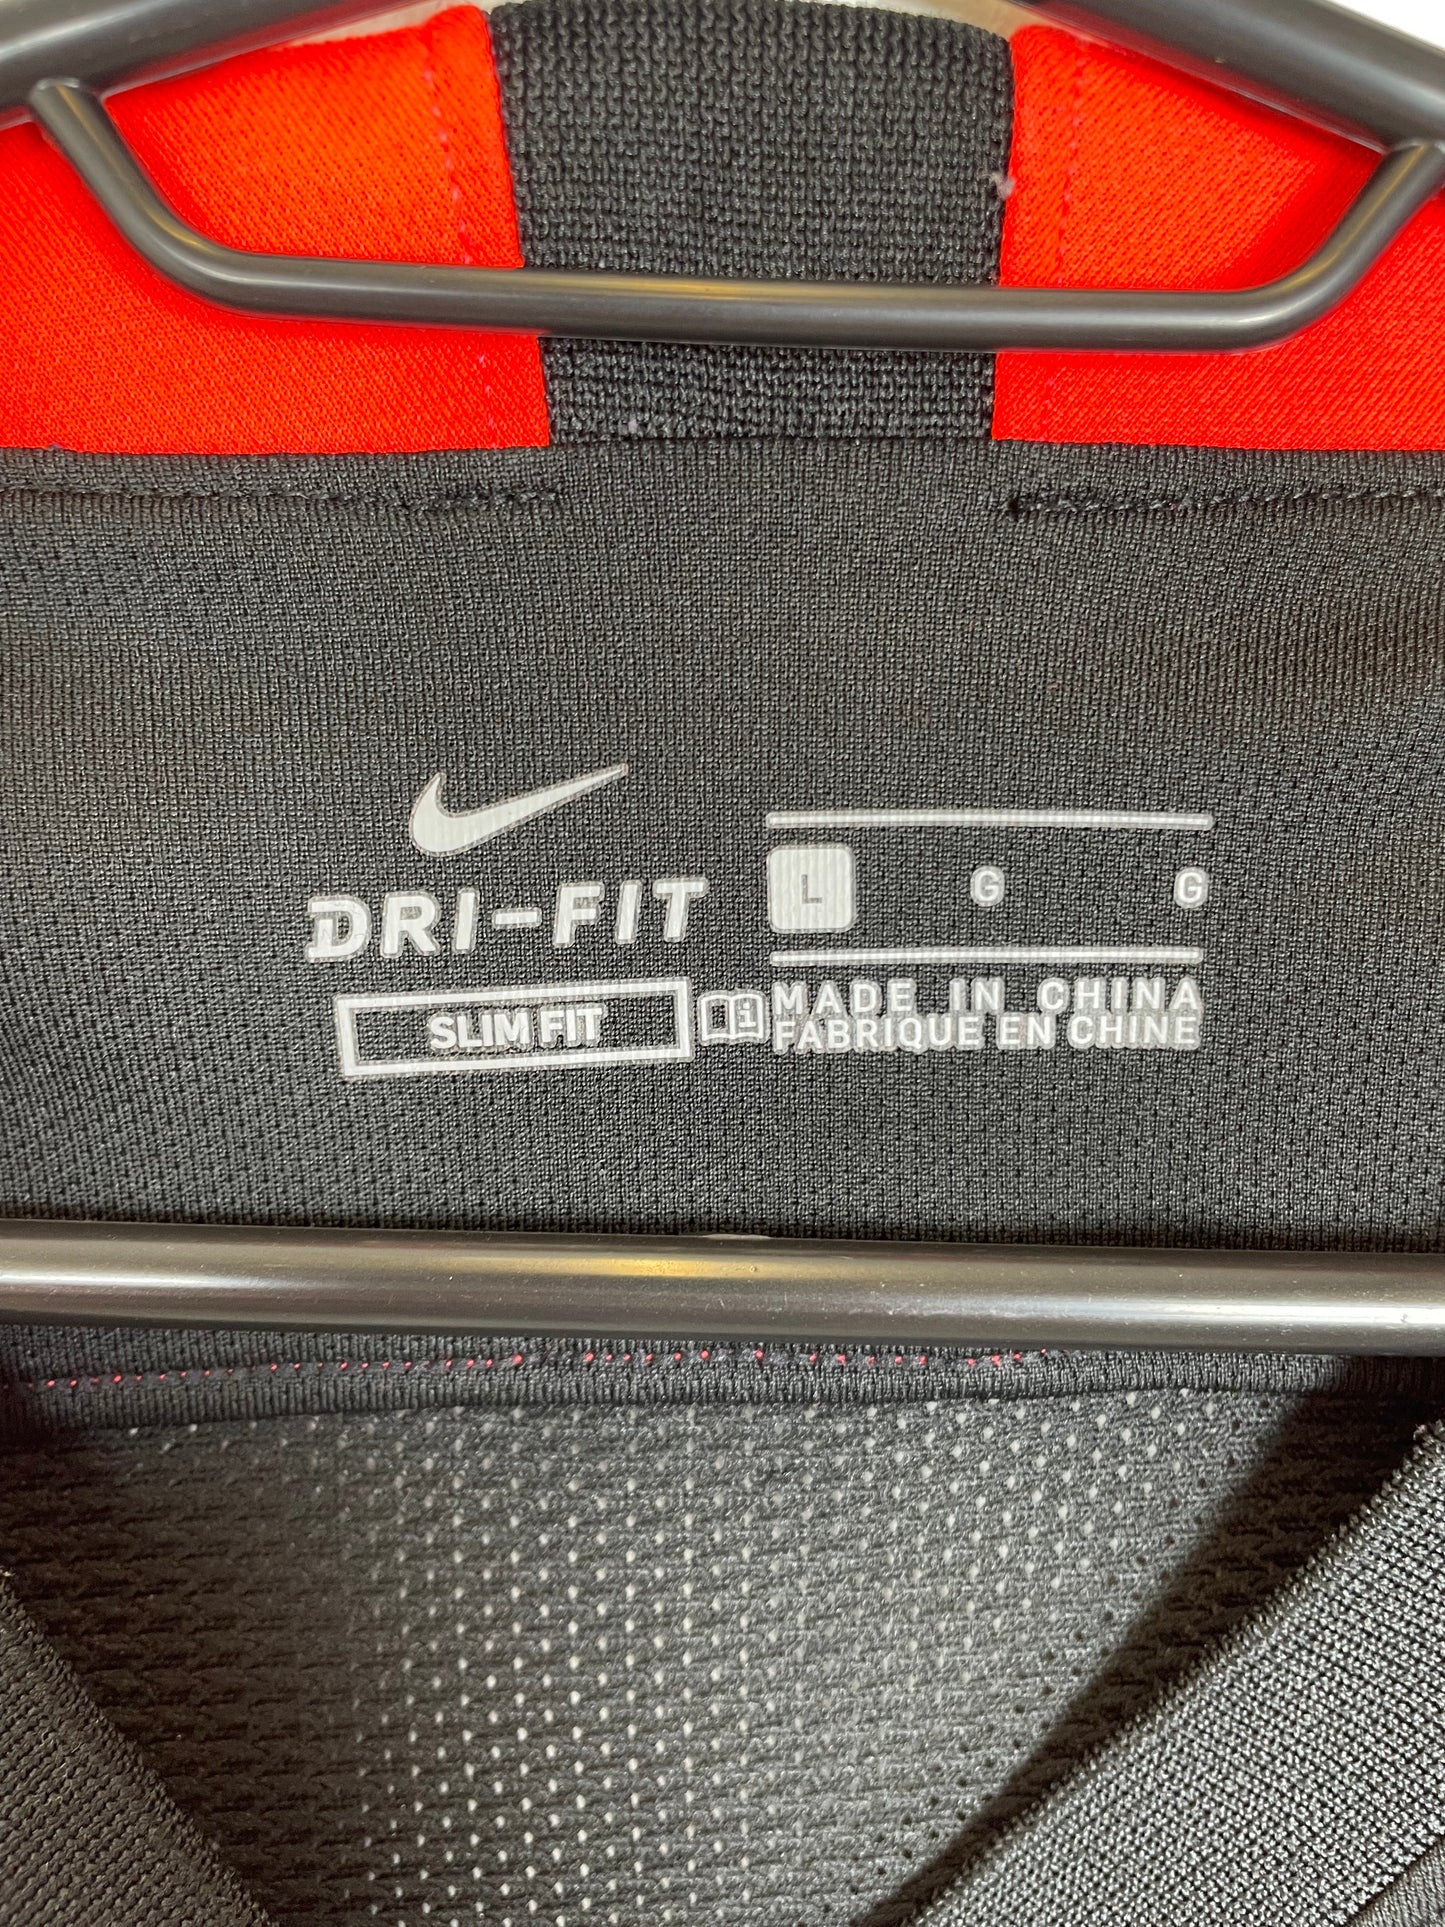 DRI-FIT
SLIM FIT
L G G
MADE IN CHINA
FABRIQUE EN CHINE